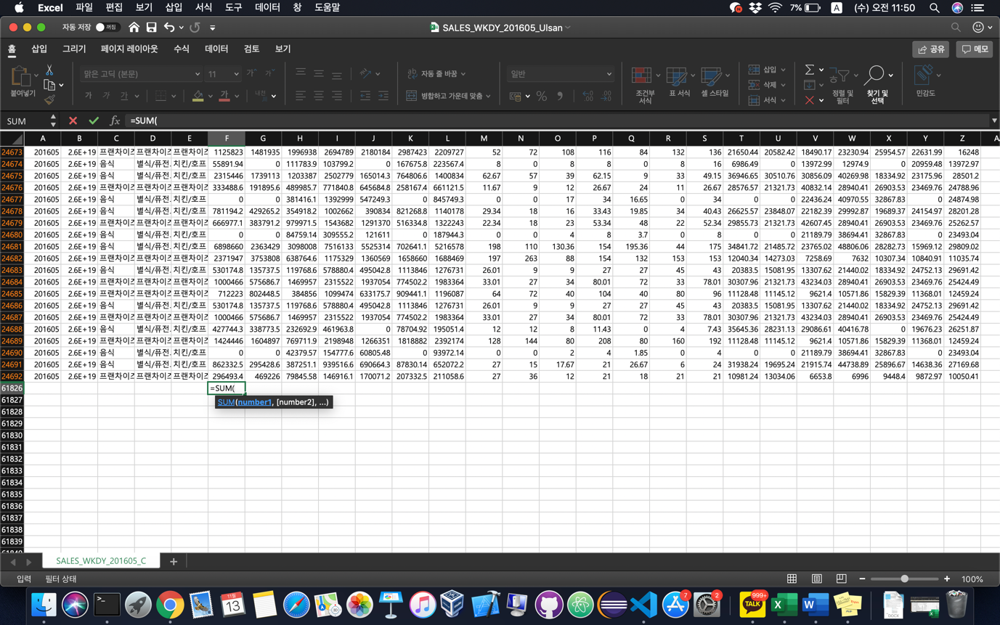 Excel 파일 편집 보기 삽입 서식 도구 데이터 창 도움말 7% A (수) 오전 11:50
자동 저장 꺼짐 SALES_WKDY_201605_Ulsan
홈 삽입 그리기 페이지 레이아웃 수식 데이터 검토 보기 공유 메모
붙여넣기 맑은 고딕 (본문) 11 가ˆ 가ˇ 자동 줄 바꿈 일반 조건부 서식 표 서식 셀 스타일 삽입 정렬 및 필터 찾기 및 선택 민감도
삭제
가 가 가 가 내천 병합하고 가운데 맞춤 % 서식
SUM fx =SUM(
A B C D E F G H I J K L M N O P Q R S T U V W X Y Z A
24673 201605 2.6E+19 프랜차이즈 프랜차이즈 프랜차이즈 1125823 1481935 1996938 2694789 2180184 2987423 2209727 52 72 108 116 84 132 136 21650.44 20582.42 18490.17 23230.94 25954.57 22631.99 16248
24674 201605 2.6E+19 음식 별식/퓨전. 치킨/호프 55891.94 0 111783.9 103799.2 0 167675.8 223567.4 8 0 8 8 0 8 16 6986.49 0 13972.99 12974.9 0 20959.48 13972.97
24675 201605 2.6E+19 음식 별식/퓨전. 치킨/호프 2315446 1739113 1203387 2502779 165014.3 764806.6 1400834 62.67 57 39 62.15 9 33 49.15 36946.65 30510.76 30856.09 40269.98 18334.92 23175.96 28501.2
24676 201605 2.6E+19 프랜차이즈 프랜차이즈 프랜차이즈 333488.6 191895.6 489985.7 771840.8 645684.8 258167.4 661121.5 11.67 9 12 26.67 24 11 26.67 28576.57 21321.73 40832.14 28940.41 26903.53 23469.76 24788.96
24677 201605 2.6E+19 음식 별식/퓨전. 치킨/호프 0 0 381416.1 1392999 547249.3 0 845749.3 0 0 17 34 16.65 0 34 0 0 22436.24 40970.55 32867.83 0 24874.98
24678 201605 2.6E+19 음식 별식/퓨전. 치킨/호프 781194.2 429265.2 354918.2 1002662 390834 821268.8 1140178 29.34 18 16 33.43 19.85 34 40.43 26625.57 23848.07 22182.39 29992.87 19689.37 24154.97 28201.28
24679 201605 2.6E+19 프랜차이즈 프랜차이즈 프랜차이즈 666977.1 383791.2 979971.5 1543682 1291370 516334.8 1322243 22.34 18 23 53.34 48 22 52.34 29855.73 21321.73 42607.45 28940.41 26903.53 23469.76 25262.57
24680 201605 2.6E+19 음식 별식/퓨전. 치킨/호프 0 0 84759.14 309555.2 121611 0 187944.3 0 0 4 8 3.7 0 8 0 0 21189.79 38694.41 32867.83 0 23493.04
24681 201605 2.6E+19 음식 별식/퓨전. 치킨/호프 6898660 2363429 3098008 7516133 5525314 702641.1 5216578 198 110 130.36 154 195.36 44 175 34841.72 21485.72 23765.02 48806.06 28282.73 15969.12 29809.02
24682 201605 2.6E+19 프랜차이즈 프랜차이즈 프랜차이즈 2371947 3753808 638764.6 1175329 1360569 1658660 1688469 197 263 88 154 132 153 153 12040.34 14273.03 7258.69 7632 10307.34 10840.91 11035.74
24683 201605 2.6E+19 음식 별식/퓨전. 치킨/호프 530174.8 135737.5 119768.6 578880.4 495042.8 1113846 1276731 26.01 9 9 27 27 45 43 20383.5 15081.95 13307.62 21440.02 18334.92 24752.13 29691.42
24684 201605 2.6E+19 프랜차이즈 프랜차이즈 프랜차이즈 1000466 575686.7 1469957 2315522 1937054 774502.2 1983364 33.01 27 34 80.01 72 33 78.01 30307.96 21321.73 43234.03 28940.41 26903.53 23469.76 25424.49
24685 201605 2.6E+19 프랜차이즈 프랜차이즈 프랜차이즈 712223 802448.5 384856 1099474 633175.7 909441.1 1196087 64 72 40 104 40 80 96 11128.48 11145.12 9621.4 10571.86 15829.39 11368.01 12459.24
24686 201605 2.6E+19 음식 별식/퓨전. 치킨/호프 530174.8 135737.5 119768.6 578880.4 495042.8 1113846 1276731 26.01 9 9 27 27 45 43 20383.5 15081.95 13307.62 21440.02 18334.92 24752.13 29691.42
24687 201605 2.6E+19 프랜차이즈 프랜차이즈 프랜차이즈 1000466 575686.7 1469957 2315522 1937054 774502.2 1983364 33.01 27 34 80.01 72 33 78.01 30307.96 21321.73 43234.03 28940.41 26903.53 23469.76 25424.49
24688 201605 2.6E+19 음식 별식/퓨전. 치킨/호프 427744.3 338773.5 232692.9 461963.8 0 78704.92 195051.4 12 12 8 11.43 0 4 7.43 35645.36 28231.13 29086.61 40416.78 0 19676.23 26251.87
24689 201605 2.6E+19 프랜차이즈 프랜차이즈 프랜차이즈 1424446 1604897 769711.9 2198948 1266351 1818882 2392174 128 144 80 208 80 160 192 11128.48 11145.12 9621.4 10571.86 15829.39 11368.01 12459.24
24690 201605 2.6E+19 음식 별식/퓨전. 치킨/호프 0 0 42379.57 154777.6 60805.48 0 93972.14 0 0 2 4 1.85 0 4 0 0 21189.79 38694.41 32867.83 0 23493.04
24691 201605 2.6E+19 음식 별식/퓨전. 치킨/호프 862332.5 295428.6 387251.1 939516.6 690664.3 87830.14 652072.2 27 15 17.67 21 26.67 6 24 31938.24 19695.24 21915.74 44738.89 25896.67 14638.36 27169.68
24692 201605 2.6E+19 프랜차이즈 프랜차이즈 프랜차이즈 296493.4 469226 79845.58 146916.1 170071.2 207332.5 211058.6 27 36 12 21 18 21 21 10981.24 13034.06 6653.8 6996 9448.4 9872.97 10050.41
61826 =SUM(
61827 SUM(number1, [number2], ...)
61828
61829
61830
61831
61832
61833
61834
61835
61836
61837
61838
61839
SALES_WKDY_201605_C
입력 필터 상태 100%
11월 13 3D 999+ TALK 7 2 X W DOCX